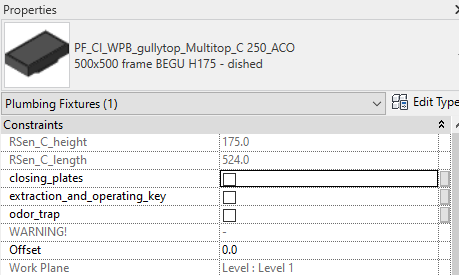 Properties
PF_CI_WPB_gullytop_Multitop_C 250_ACO
500x500 frame BEGU H175 - dished
Plumbing Fixtures (1)
Edit Type
Constraints
RSen_C_height 175.0
RSen_C_length 524.0
closing_plates
extraction_and_operating_key
odor_trap
WARNING! -
Offset 0.0
Work Plane Level : Level 1